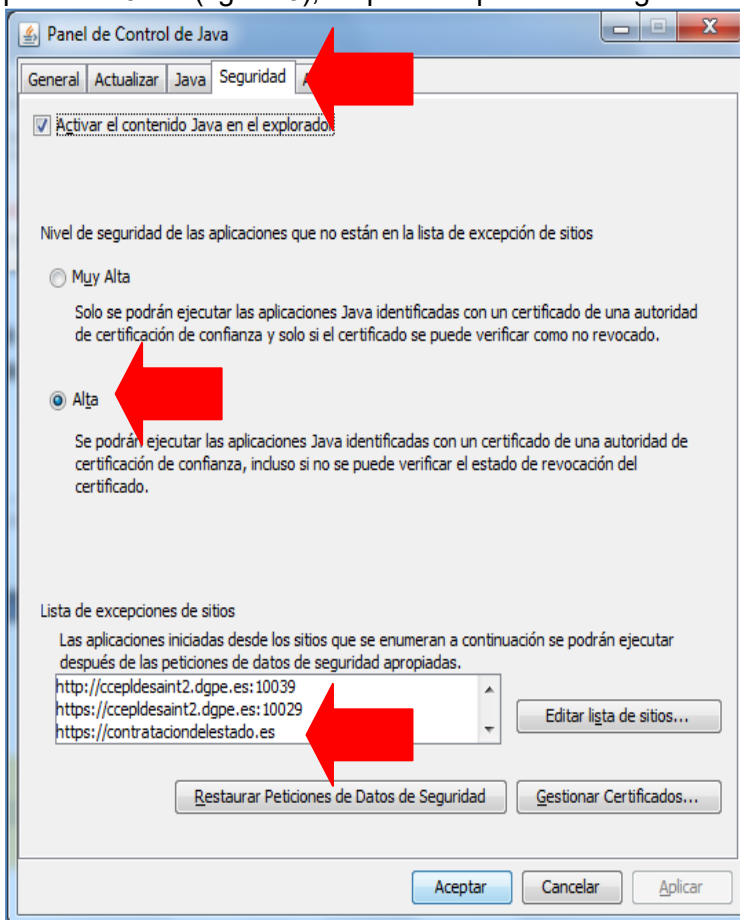 Panel de Control de Java
General Actualizar Java Seguridad
Activar el contenido Java en el explorador
Nivel de seguridad de las aplicaciones que no están en la lista de excepción de sitios
Muy Alta
Solo se podrán ejecutar las aplicaciones Java identificadas con un certificado de una autoridad
de certificación de confianza y solo si el certificado se puede verificar como no revocado.
Alta
Se podrán ejecutar las aplicaciones Java identificadas con un certificado de una autoridad de
certificación de confianza, incluso si no se puede verificar el estado de revocación del
certificado.
Lista de excepciones de sitios
Las aplicaciones iniciadas desde los sitios que se enumeran a continuación se podrán ejecutar
después de las peticiones de datos de seguridad apropiadas.
http://ccepldesaint2.dgpe.es:10039
https://ccepldesaint2.dgpe.es:10029
https://contrataciondelestado.es
Editar lista de sitios...
Restaurar Peticiones de Datos de Seguridad Gestionar Certificados...
Aceptar Cancelar Aplicar